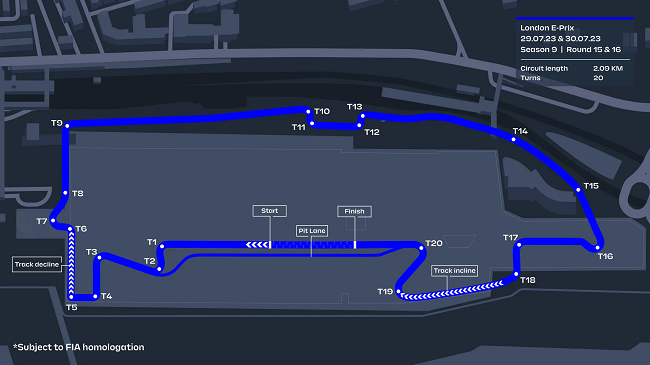 London E-Prix
29.07.23 & 30.07.23
Season 9 | Round 15 & 16
Circuit length 2.09 KM
Turns 20
T9
T10
T11
T13
T12
T14
T8
T15
T7
T6
Start
Pit Lane
Finish
T1
T20
T17
T16
T3
T2
Track decline
Track incline
T18
T19
T4
T5
*Subject to FIA homologation